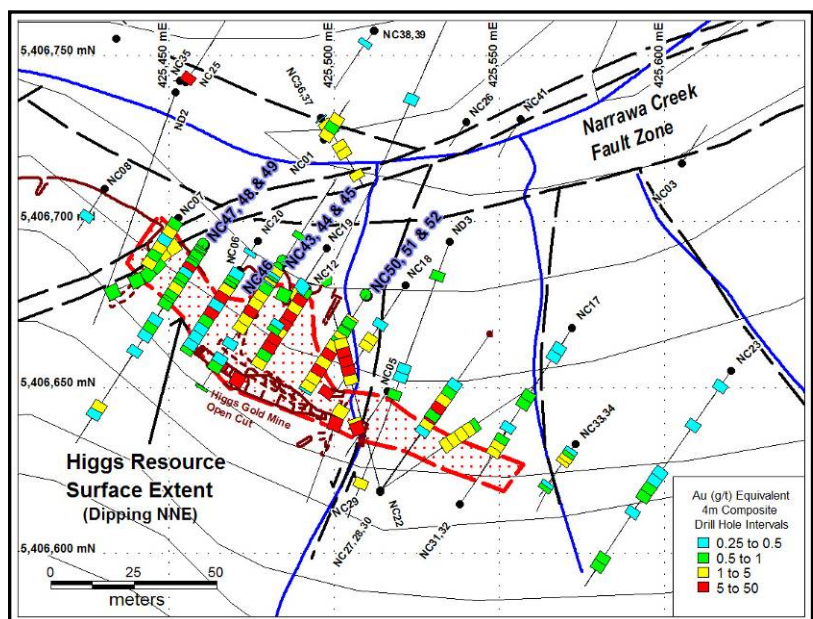 5,406,750 mN
425,450 mE
425,500 mE
425,550 mE
425,600 mE
NC35
NC25
ND2
NC36,37
NC38,39
NC01
NC26
NC41
Narrawa Creek
Fault Zone
NC03
NC08
NC07
5,406,700 mN
NC47, 48 & 49
NC06
NC20
NC46
NC43, 44 & 45
NC19
NC12
NC50, 51 & 52
NC18
ND3
NC17
NC23
5,406,650 mN
NC05
Higgs Gold Mine
Open Cut
Higgs Resource
Surface Extent
(Dipping NNE)
NC29
NC27,28,30
NC22
NC31,32
NC33,34
5,406,600 mN
0 25 50
meters
Au (g/t) Equivalent
4m Composite
Drill Hole Intervals
0.25 to 0.5
0.5 to 1
1 to 5
5 to 50